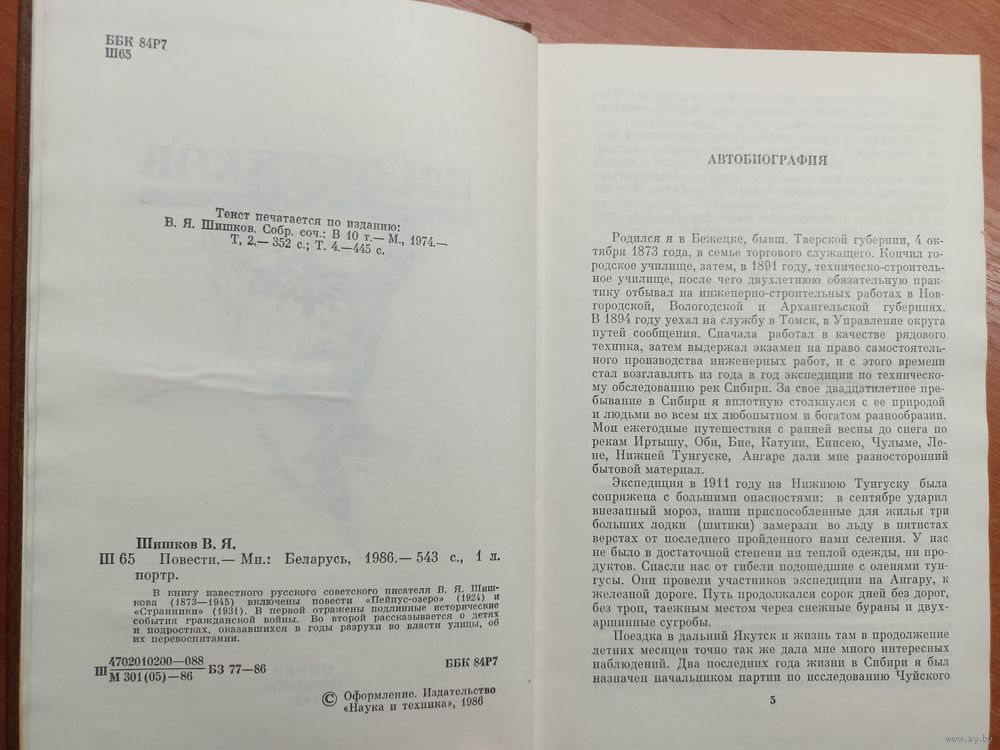 ББК 84Р7
Ш65
Текст печатается по изданию:
В. Я. Шишков. Собр. соч.: В 10 т.— М., 1974.—
Т. 2.— 352 с.; Т. 4.—445 с.
Шишков В. Я.
Ш 65 Повести.— Мн.: Беларусь, 1986.— 543 с., 1 л.
портр.
В книгу известного русского советского писателя В. Я. Шиш-
кова (1873—1945) включены повести «Пейпус-озеро» (1924) и
«Странники» (1931). В первой отражены подлинные исторические
события гражданской войны. Во второй рассказывается о детях
и подростках, оказавшихся в годы разрухи во власти улицы, об
их перевоспитании.
Ш 4702010200—088
М 301(05)—86 БЗ 77—86
ББК 84Р7
© Оформление. Издательство
«Наука и техника», 1986
АВТОБИОГРАФИЯ
Родился я в Бежецке, бывш. Тверской губернии, 4 ок-
тября 1873 года, в семье торгового служащего. Кончил го-
родское училище, затем, в 1891 году, техническо-строитель-
ное училище, после чего двухлетнюю обязательную прак-
тику отбывал на инженерно-строительных работах в Нов-
городской, Вологодской и Архангельской губерниях.
В 1894 году уехал на службу в Томск, в Управление округа
путей сообщения. Сначала работал в качестве рядового
техника, затем выдержал экзамен на право самостоятель-
ного производства инженерных работ, и с этого времени
стал возглавлять из года в год экспедиции по техническо-
му обследованию рек Сибири. За свое двадцатилетнее пре-
бывание в Сибири я вплотную столкнулся с ее природой
и людьми во всем их любопытном и богатом разнообразии.
Мои ежегодные путешествия с ранней весны до снега по
рекам Иртышу, Оби, Бие, Катуни, Енисею, Чулыме, Ле-
не, Нижней Тунгуске, Ангаре дали мне разносторонний
бытовой материал.
Экспедиция в 1911 году на Нижнюю Тунгуску была
сопряжена с большими опасностями: в сентябре ударил
внезапный мороз, наши приспособленные для жилья три
больших лодки (шитики) замерзли во льду в пятистах
верстах от последнего пройденного нами селения. У нас
не было в достаточной степени ни теплой одежды, ни про-
дуктов. Спасли нас от гибели подошедшие с оленями тун-
гусы. Они провели участников экспедиции на Ангару, к
железной дороге. Путь продолжался сорок дней без дорог,
без троп, таежным местом через снежные бураны и двух-
аршинные сугробы.
Поездка в дальний Якутск и жизнь там в продолжение
летних месяцев точно так же дала мне много интересных
наблюдений. Два последних года жизни в Сибири я был
назначен начальником партии по исследованию Чуйского
5
www.ay.by